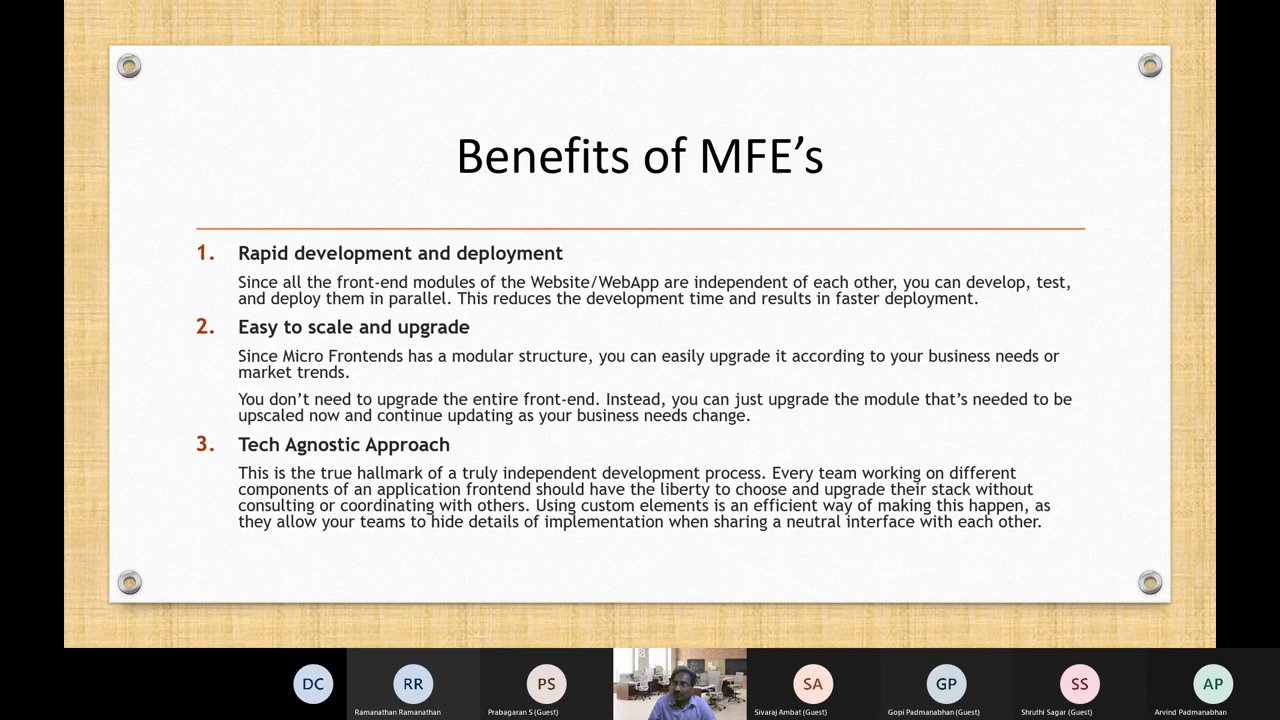 Benefits of MFE’s
1. Rapid development and deployment
Since all the front-end modules of the Website/WebApp are independent of each other, you can develop, test,
and deploy them in parallel. This reduces the development time and results in faster deployment.
2. Easy to scale and upgrade
Since Micro Frontends has a modular structure, you can easily upgrade it according to your business needs or
market trends.
You don’t need to upgrade the entire front-end. Instead, you can just upgrade the module that’s needed to be
upscaled now and continue updating as your business needs change.
3. Tech Agnostic Approach
This is the true hallmark of a truly independent development process. Every team working on different
components of an application frontend should have the liberty to choose and upgrade their stack without
consulting or coordinating with others. Using custom elements is an efficient way of making this happen, as
they allow your teams to hide details of implementation when sharing a neutral interface with each other.
DC RR PS SA GP SS AP
Ramanathan Ramanathan Prabagaran S (Guest) Sivaraj Ambat (Guest) Gopi Padmanabhan (Guest) Shruthi Sagar (Guest) Arvind Padmanabhan